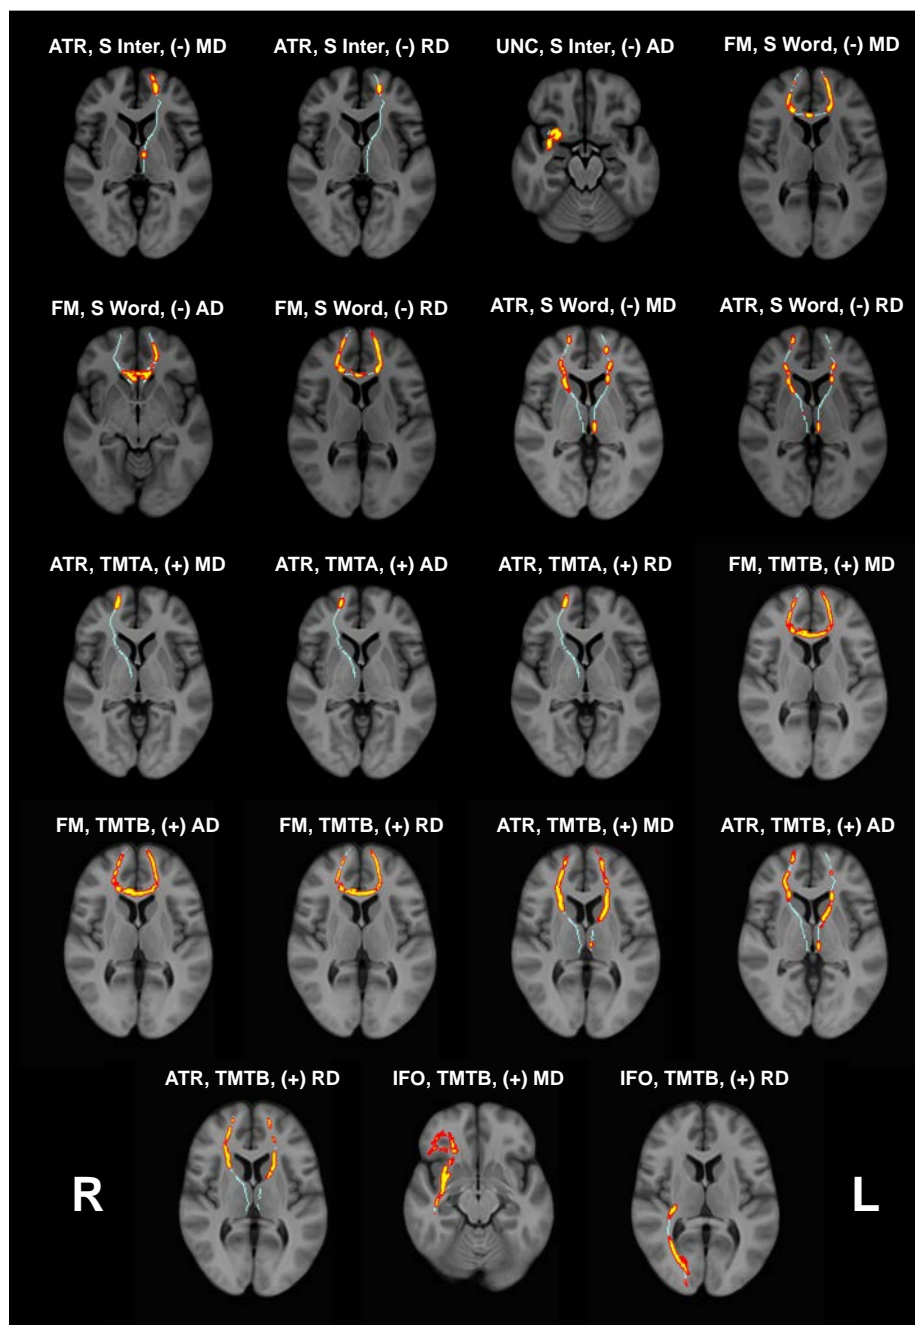 ATR, S Inter, (-) MD
ATR, S Inter, (-) RD
UNC, S Inter, (-) AD
FM, S Word, (-) MD
FM, S Word, (-) AD
FM, S Word, (-) RD
ATR, S Word, (-) MD
ATR, S Word, (-) RD
ATR, TMTA, (+) MD
ATR, TMTA, (+) AD
ATR, TMTA, (+) RD
FM, TMTB, (+) MD
FM, TMTB, (+) AD
FM, TMTB, (+) RD
ATR, TMTB, (+) MD
ATR, TMTB, (+) AD
ATR, TMTB, (+) RD
IFO, TMTB, (+) MD
IFO, TMTB, (+) RD
R
L